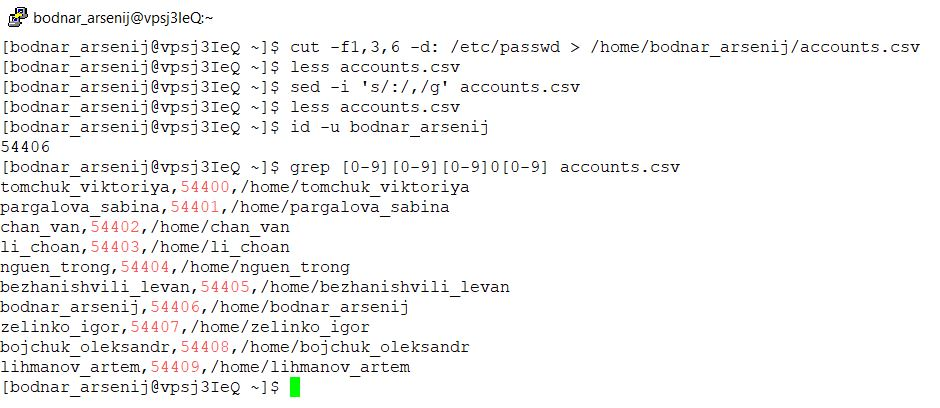 bodnar_arsenij@vpsj3IeQ:~
[bodnar_arsenij@vpsj3IeQ ~]$ cut -f1,3,6 -d: /etc/passwd > /home/bodnar_arsenij/accounts.csv
[bodnar_arsenij@vpsj3IeQ ~]$ less accounts.csv
[bodnar_arsenij@vpsj3IeQ ~]$ sed -i 's/:/,/g' accounts.csv
[bodnar_arsenij@vpsj3IeQ ~]$ less accounts.csv
[bodnar_arsenij@vpsj3IeQ ~]$ id -u bodnar_arsenij
54406
[bodnar_arsenij@vpsj3IeQ ~]$ grep [0-9][0-9][0-9]0[0-9] accounts.csv
tomchuk_viktoriya,54400,/home/tomchuk_viktoriya
pargalova_sabina,54401,/home/pargalova_sabina
chan_van,54402,/home/chan_van
li_choan,54403,/home/li_choan
nguen_trong,54404,/home/nguen_trong
bezhanishvili_levan,54405,/home/bezhanishvili_levan
bodnar_arsenij,54406,/home/bodnar_arsenij
zelinko_igor,54407,/home/zelinko_igor
bojchuk_oleksandr,54408,/home/bojchuk_oleksandr
lihmanov_artem,54409,/home/lihmanov_artem
[bodnar_arsenij@vpsj3IeQ ~]$